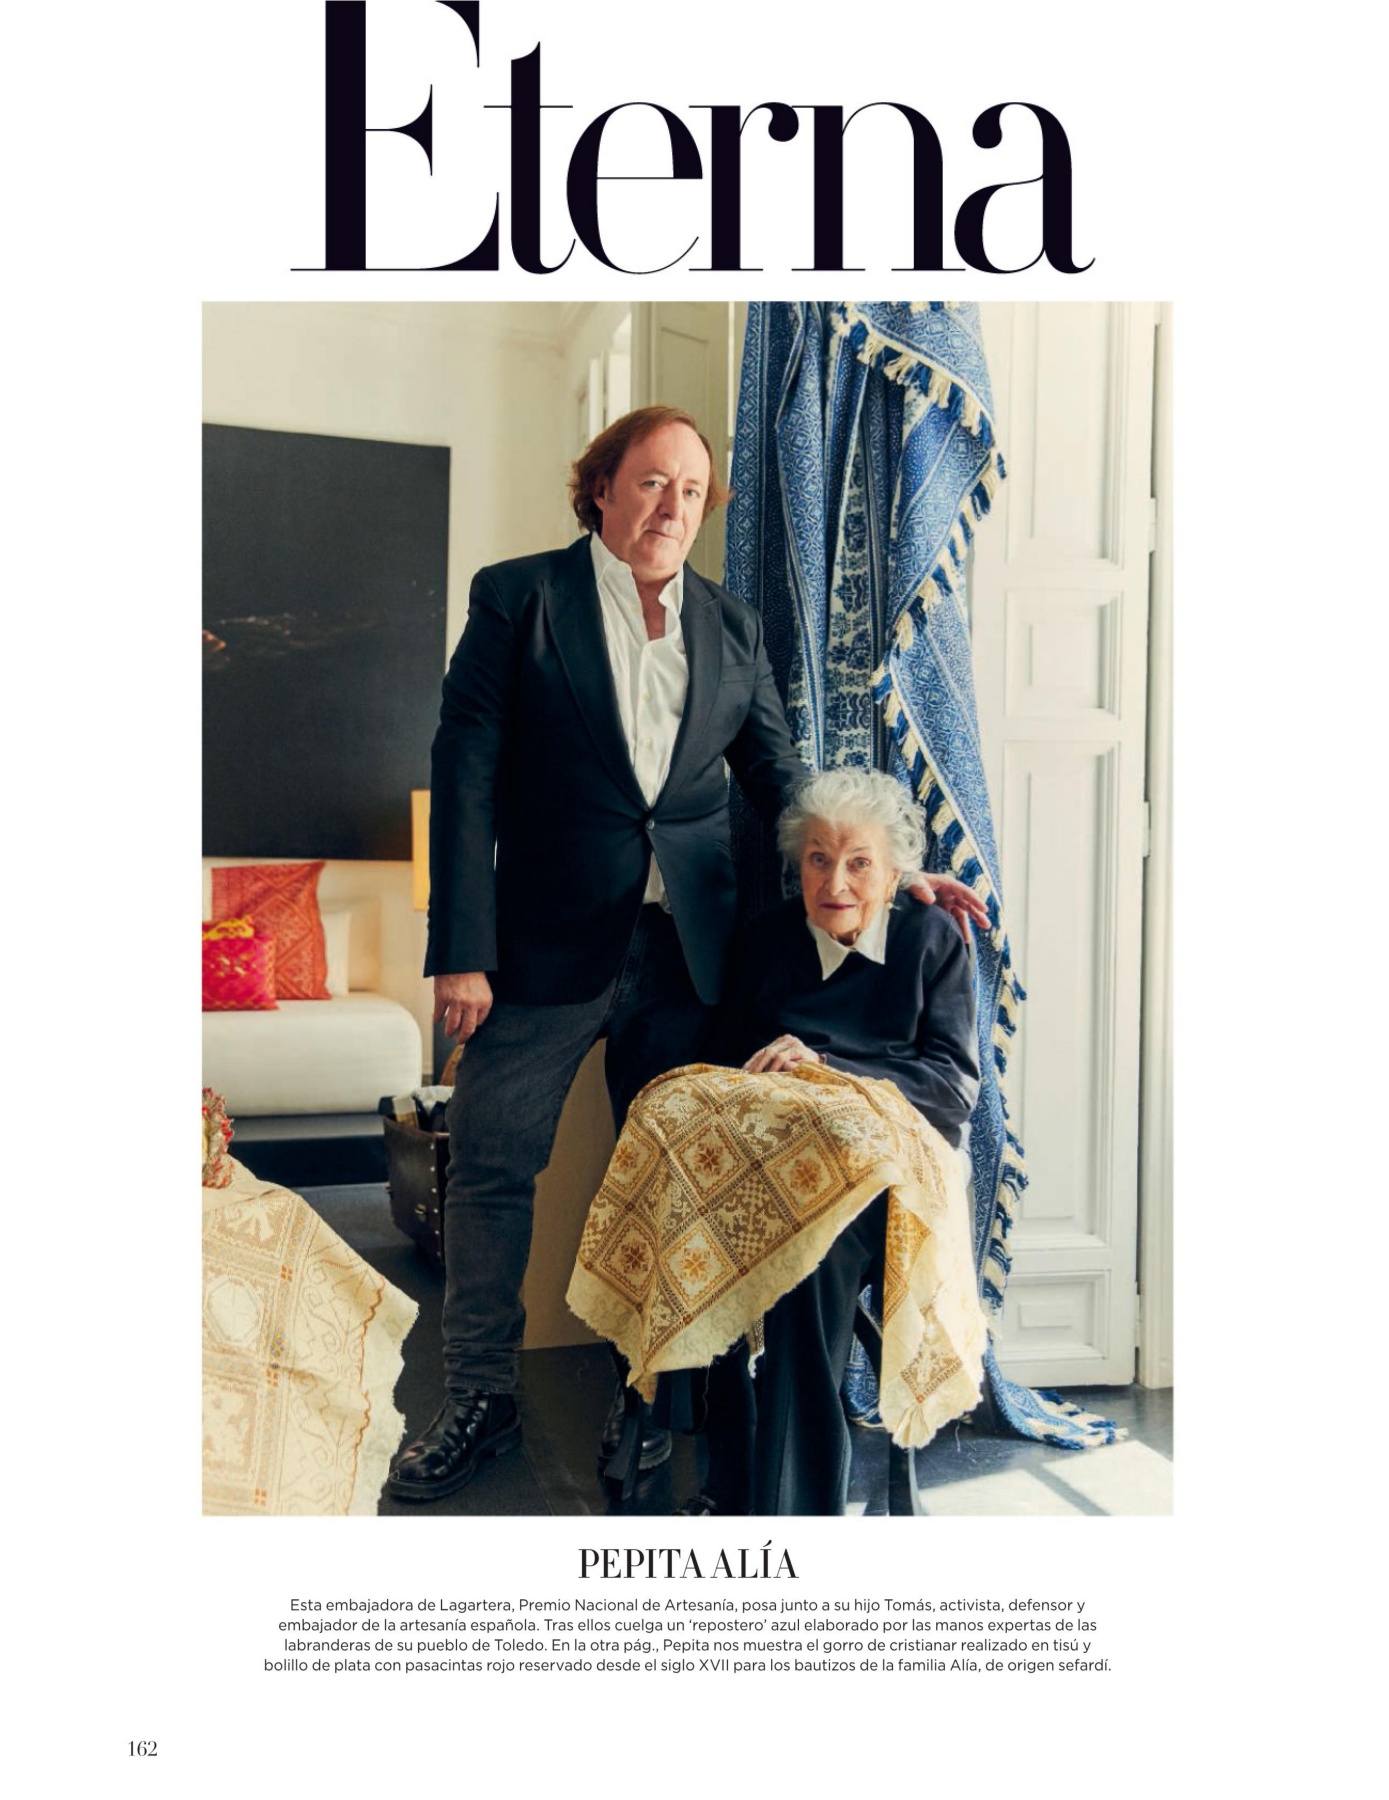 Eterna
PEPITA ALÍA
Esta embajadora de Lagartera, Premio Nacional de Artesanía, posa junto a su hijo Tomás, activista, defensor y
embajador de la artesanía española. Tras ellos cuelga un ‘repostero’ azul elaborado por las manos expertas de las
labranderas de su pueblo de Toledo. En la otra pág., Pepita nos muestra el gorro de cristianar realizado en tisú y
bolillo de plata con pasacintas rojo reservado desde el siglo XVII para los bautizos de la familia Alía, de origen sefardí.
162